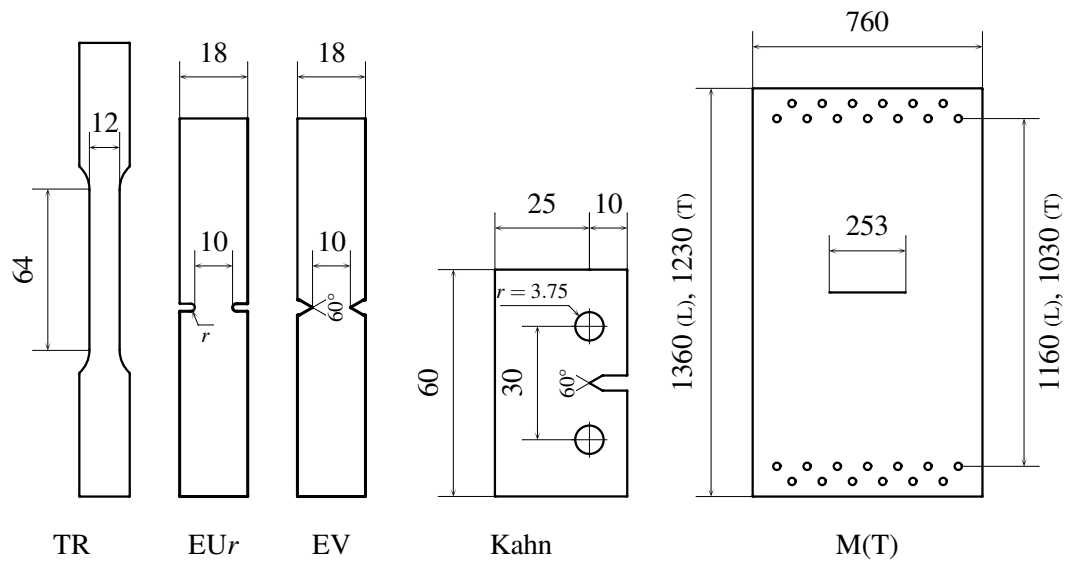 760
18
18
12
25
10
1360 (L), 1230 (T)
1160 (L), 1030 (T)
253
10
10
64
r = 3.75
60°
r
60
30
60°
TR
EUr
EV
Kahn
M(T)